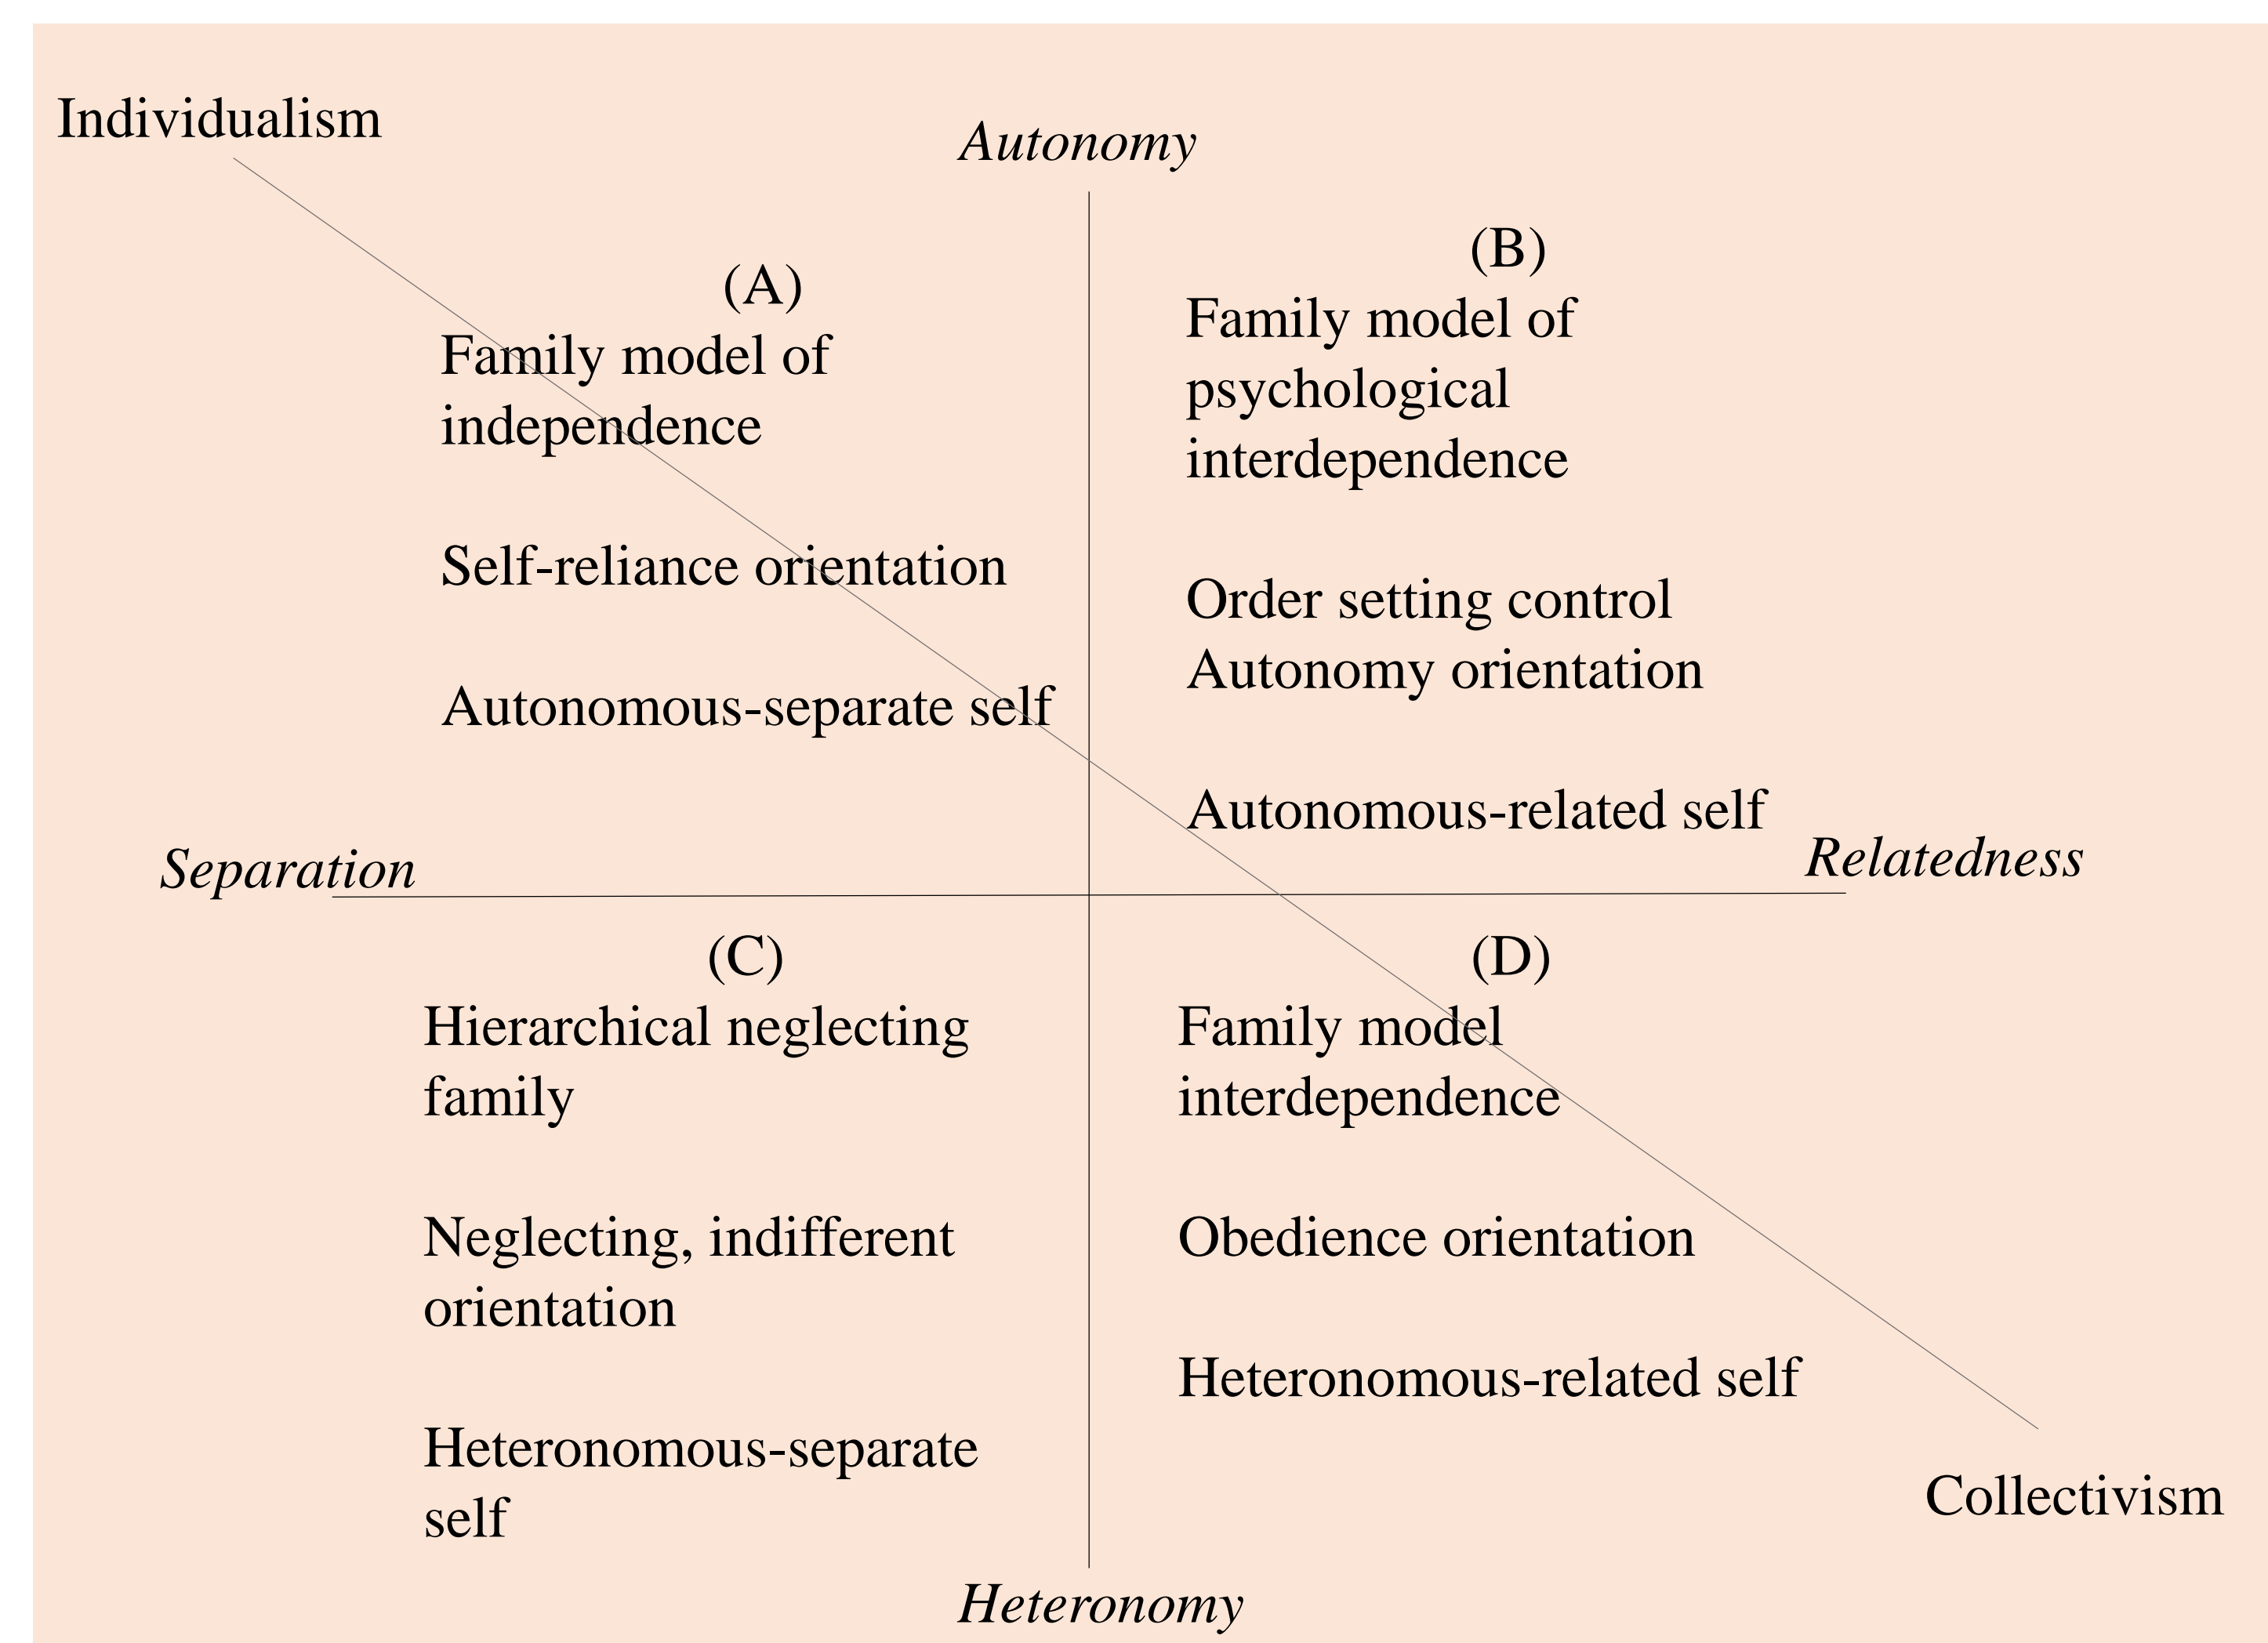 Individualism
Autonomy
(A)
Family model of
independence
Self-reliance orientation
Autonomous-separate self
(B)
Family model of
psychological
interdependence
Order setting control
Autonomy orientation
Autonomous-related self
Separation
Relatedness
(C)
Hierarchical neglecting
family
Neglecting, indifferent
orientation
Heteronomous-separate
self
(D)
Family model
interdependence
Obedience orientation
Heteronomous-related self
Collectivism
Heteronomy